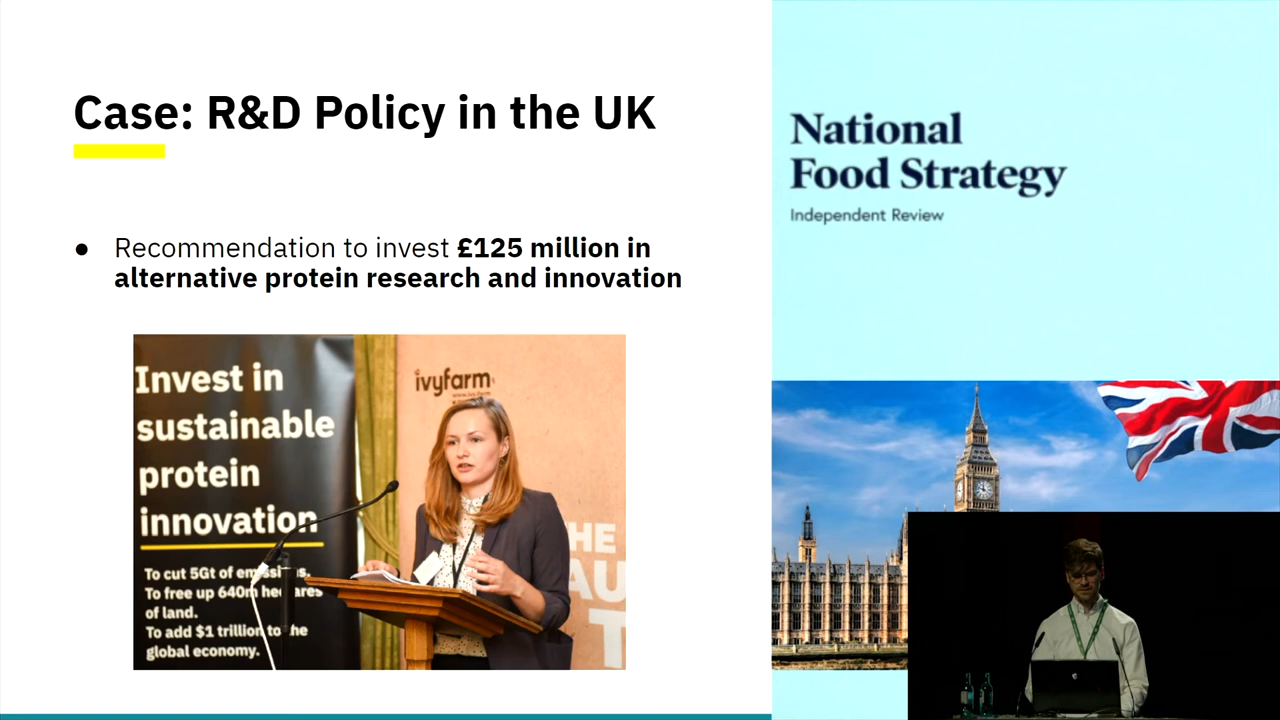 Case: R&D Policy in the UK
● Recommendation to invest £125 million in
alternative protein research and innovation
Invest in
sustainable
protein
innovation
To cut 5Gt of emissions.
To free up 640m hectares
of land.
To add $1 trillion to the
global economy.
ivyfarm
THE
AU
T
National
Food Strategy
Independent Review